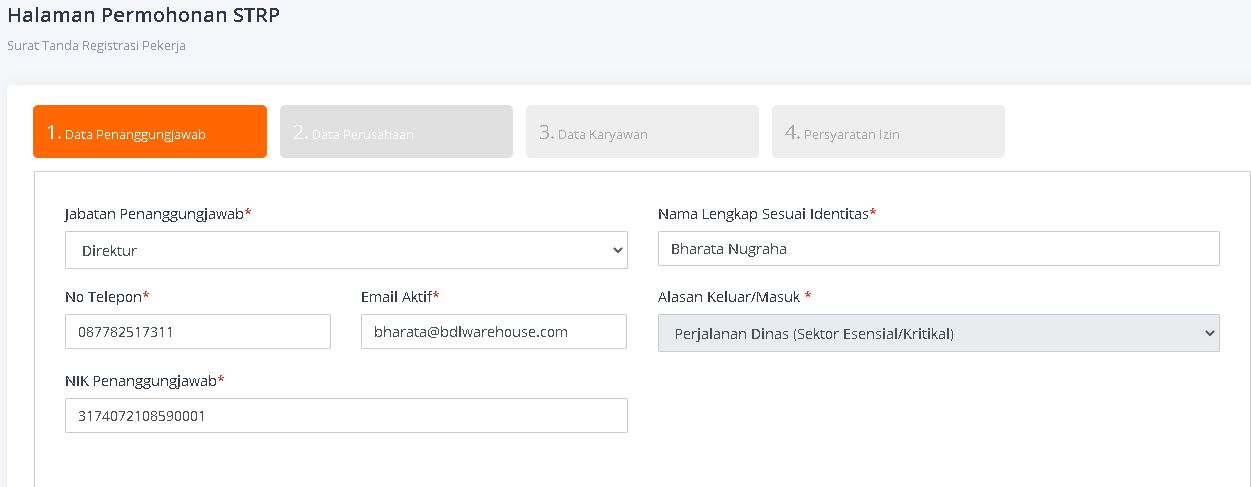 Halaman Permohonan STRP
Surat Tanda Registrasi Pekerja
1. Data Penanggungjawab
2. Data Perusahaan
3. Data Karyawan
4. Persyaratan Izin
Jabatan Penanggungjawab*
Nama Lengkap Sesuai Identitas*
Direktur
Bharata Nugraha
No Telepon*
Email Aktif*
Alasan Keluar/Masuk *
087782517311
bharata@bdlwarehouse.com
Perjalanan Dinas (Sektor Esensial/Kritikal)
NIK Penanggungjawab*
3174072108590001